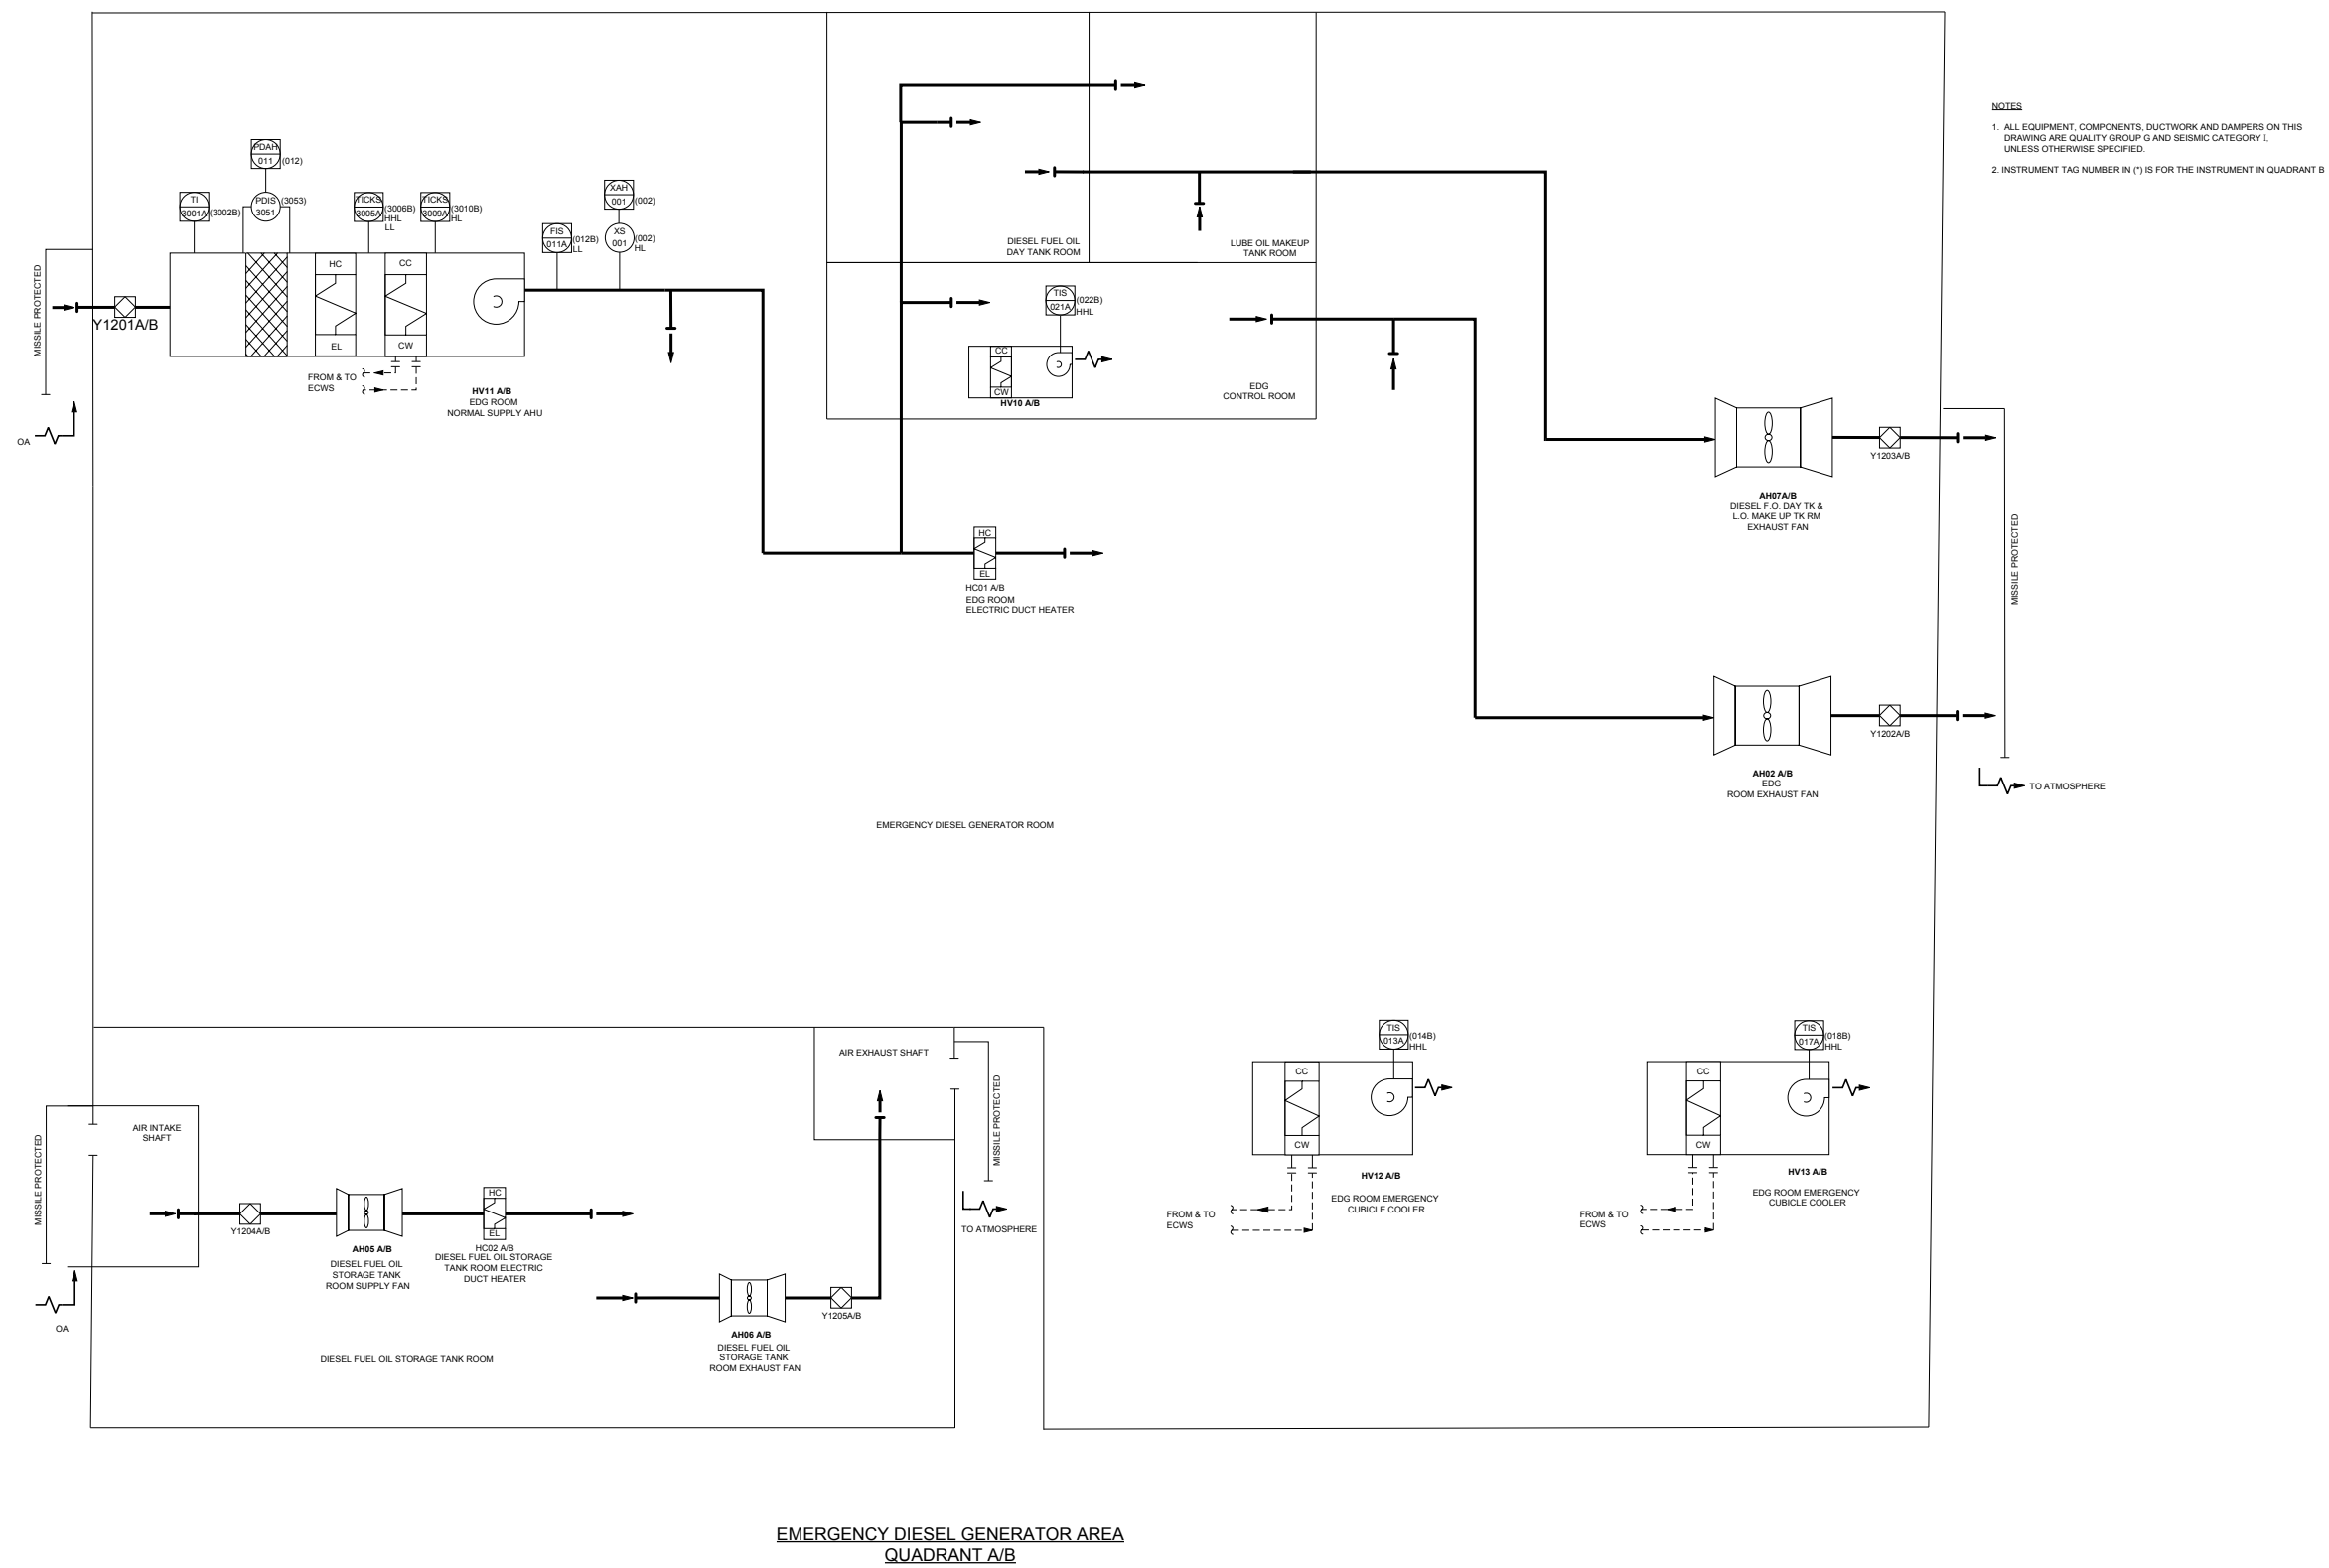 NOTES
1. ALL EQUIPMENT, COMPONENTS, DUCTWORK AND DAMPERS ON THIS
DRAWING ARE QUALITY GROUP G AND SEISMIC CATEGORY I,
UNLESS OTHERWISE SPECIFIED.
2. INSTRUMENT TAG NUMBER IN (*) IS FOR THE INSTRUMENT IN QUADRANT B
PDAH
011
(012)
TI
3001A
(3002B)
PDIS
3051
(3053)
TICKS
3005A
(3006B)
HHL
LL
TICKS
3009A
(3010B)
HL
FIS
011A
(012B)
LL
XAH
001
(002)
XS
001
(002)
HL
MISSILE PROTECTED
Y1201A/B
HC
EL
CC
CW
FROM & TO
ECWS
HV11 A/B
EDG ROOM
NORMAL SUPPLY AHU
OA
DIESEL FUEL OIL
DAY TANK ROOM
LUBE OIL MAKEUP
TANK ROOM
TIS
021A
(022B)
HHL
CC
CW
HV10 A/B
EDG
CONTROL ROOM
HC
EL
HC01 A/B
EDG ROOM
ELECTRIC DUCT HEATER
Y1203A/B
AH07A/B
DIESEL F.O. DAY TK &
L.O. MAKE UP TK RM
EXHAUST FAN
MISSILE PROTECTED
Y1202A/B
AH02 A/B
EDG
ROOM EXHAUST FAN
TO ATMOSPHERE
EMERGENCY DIESEL GENERATOR ROOM
AIR EXHAUST SHAFT
MISSILE PROTECTED
TO ATMOSPHERE
AIR INTAKE
SHAFT
MISSILE PROTECTED
OA
Y1204A/B
AH05 A/B
DIESEL FUEL OIL
STORAGE TANK
ROOM SUPPLY FAN
HC
EL
HC02 A/B
DIESEL FUEL OIL STORAGE
TANK ROOM ELECTRIC
DUCT HEATER
AH06 A/B
DIESEL FUEL OIL
STORAGE TANK
ROOM EXHAUST FAN
Y1205A/B
DIESEL FUEL OIL STORAGE TANK ROOM
TIS
013A
(014B)
HHL
CC
CW
HV12 A/B
EDG ROOM EMERGENCY
CUBICLE COOLER
FROM & TO
ECWS
TIS
017A
(018B)
HHL
CC
CW
HV13 A/B
EDG ROOM EMERGENCY
CUBICLE COOLER
FROM & TO
ECWS
EMERGENCY DIESEL GENERATOR AREA
QUADRANT A/B